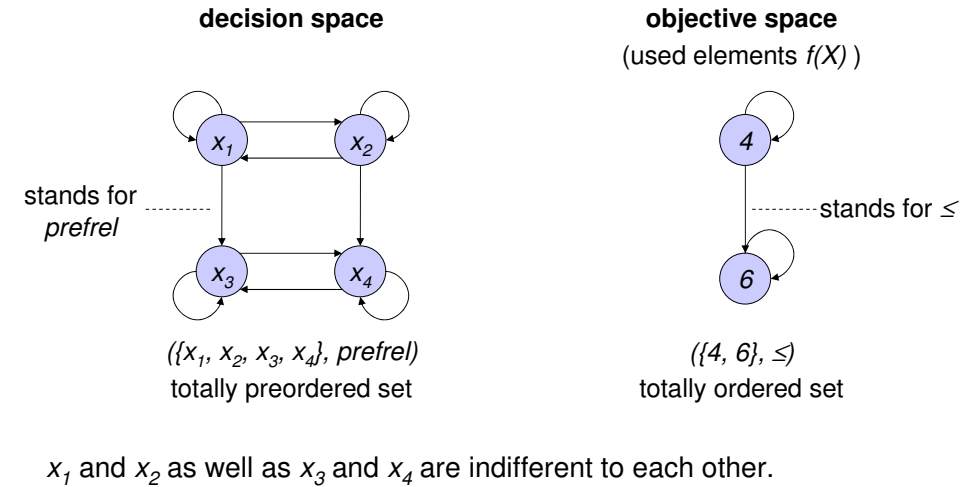 decision space
x₁
x₂
stands for
prefrel
x₃
x₄
({x₁, x₂, x₃, x₄}, prefrel)
totally preordered set
objective space
(used elements f(X) )
4
stands for ≤
6
({4, 6}, ≤)
totally ordered set
x₁ and x₂ as well as x₃ and x₄ are indifferent to each other.